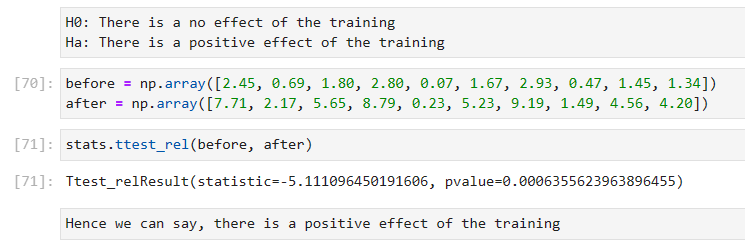 H0: There is a no effect of the training
Ha: There is a positive effect of the training
[70]: before = np.array([2.45, 0.69, 1.80, 2.80, 0.07, 1.67, 2.93, 0.47, 1.45, 1.34])
after = np.array([7.71, 2.17, 5.65, 8.79, 0.23, 5.23, 9.19, 1.49, 4.56, 4.20])
[71]: stats.ttest_rel(before, after)
[71]: Ttest_relResult(statistic=-5.111096450191606, pvalue=0.0006355623963896455)
Hence we can say, there is a positive effect of the training